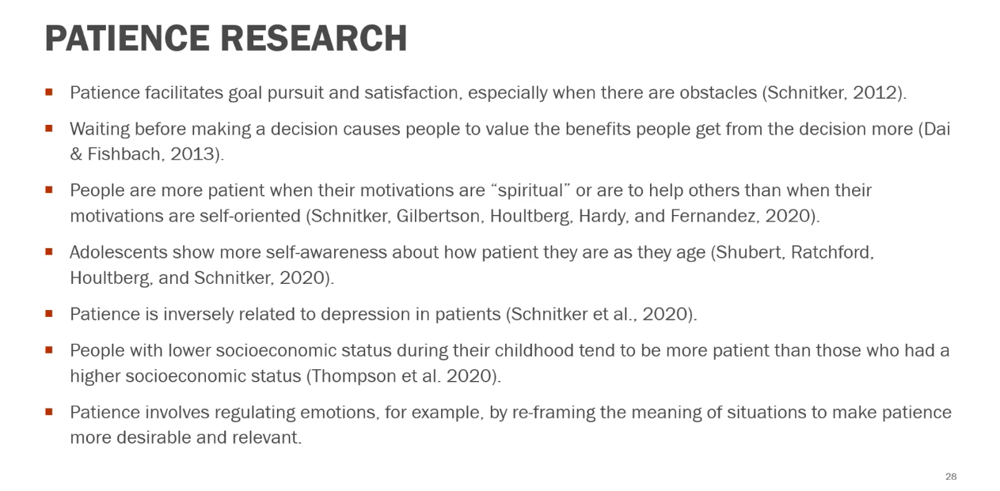 PATIENCE RESEARCH
▪ Patience facilitates goal pursuit and satisfaction, especially when there are obstacles (Schnitker, 2012).
▪ Waiting before making a decision causes people to value the benefits people get from the decision more (Dai
& Fishbach, 2013).
▪ People are more patient when their motivations are “spiritual” or are to help others than when their
motivations are self-oriented (Schnitker, Gilbertson, Houltberg, Hardy, and Fernandez, 2020).
▪ Adolescents show more self-awareness about how patient they are as they age (Shubert, Ratchford,
Houltberg, and Schnitker, 2020).
▪ Patience is inversely related to depression in patients (Schnitker et al., 2020).
▪ People with lower socioeconomic status during their childhood tend to be more patient than those who had a
higher socioeconomic status (Thompson et al. 2020).
▪ Patience involves regulating emotions, for example, by re-framing the meaning of situations to make patience
more desirable and relevant.
28